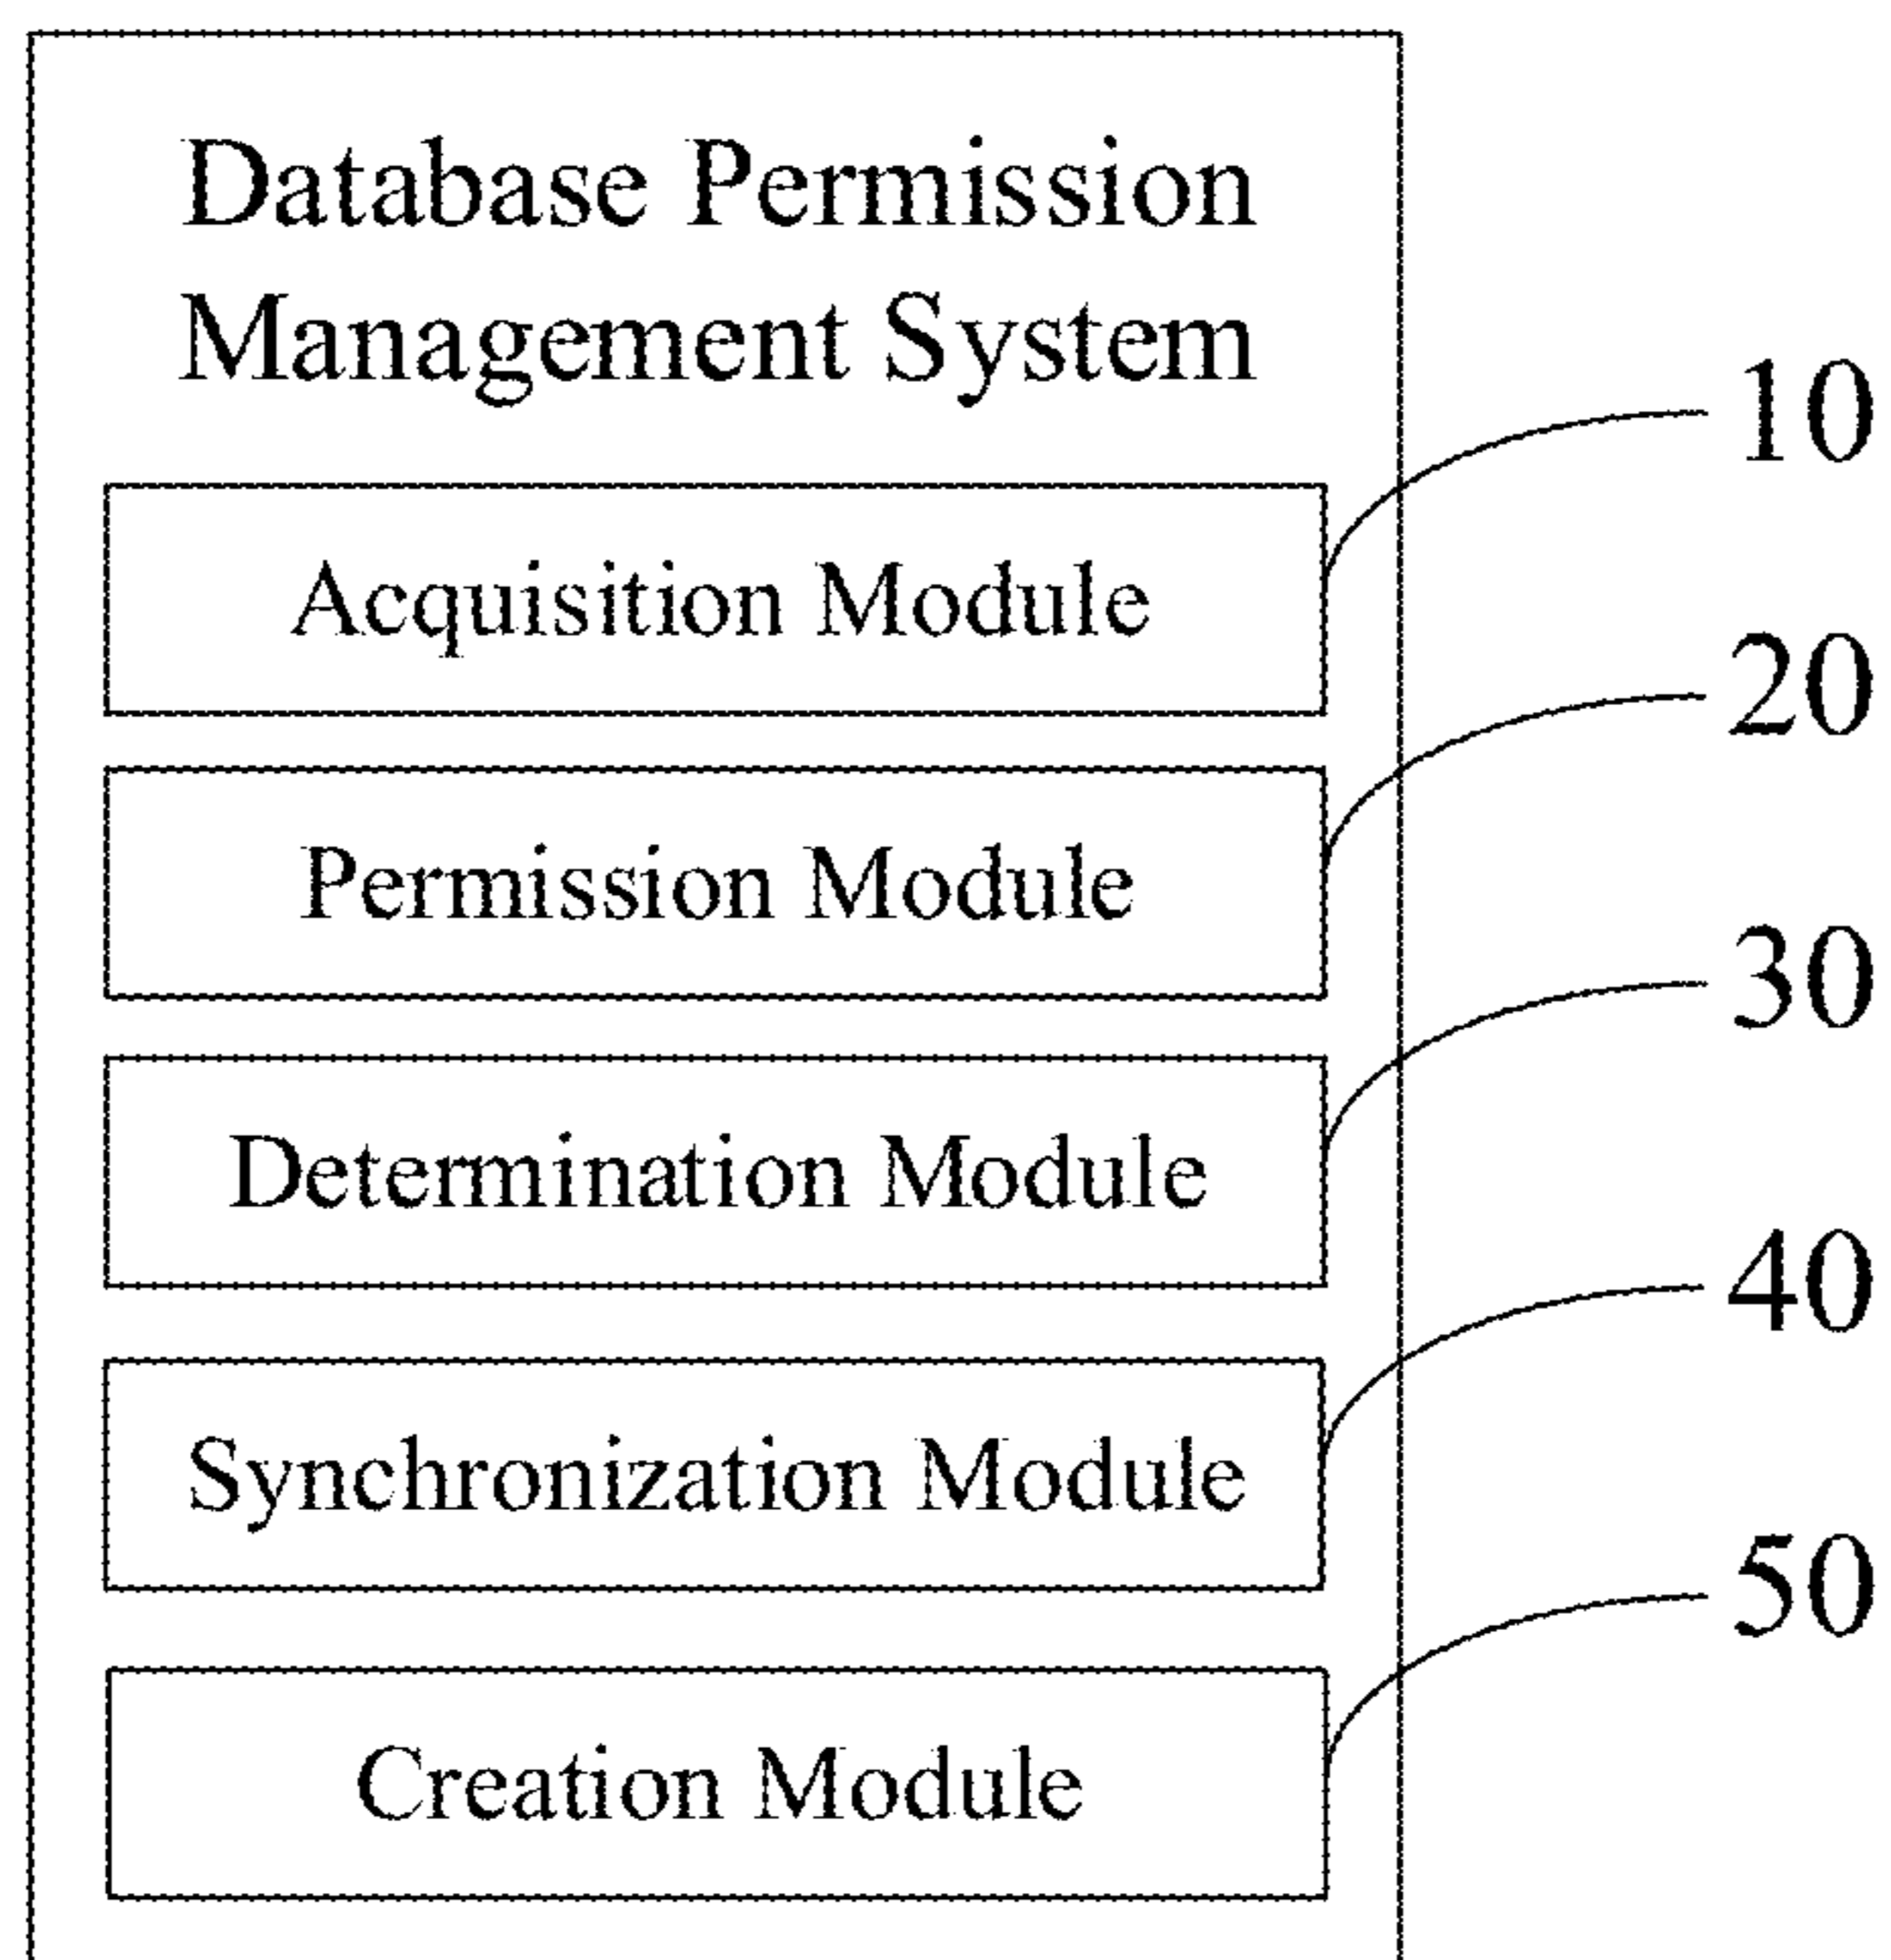 Database Permission
Management System
10
Acquisition Module
20
Permission Module
30
Determination Module
40
Synchronization Module
50
Creation Module